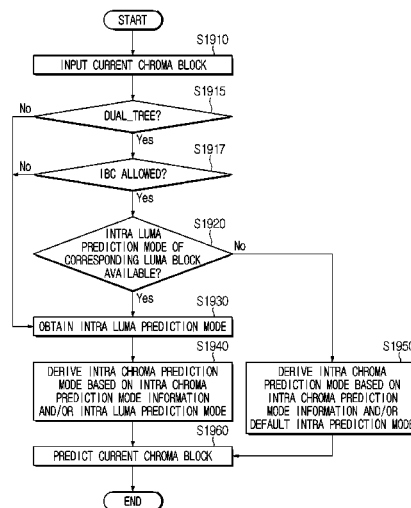 START
S1910
INPUT CURRENT CHROMA BLOCK
S1915
No
DUAL_TREE?
Yes
S1917
No
IBC ALLOWED?
Yes
S1920
INTRA LUMA
PREDICTION MODE OF
CORRESPONDING LUMA BLOCK
AVAILABLE?
No
Yes
S1930
OBTAIN INTRA LUMA PREDICTION MODE
S1940
DERIVE INTRA CHROMA PREDICTION
MODE BASED ON INTRA CHROMA
PREDICTION MODE INFORMATION
AND/OR INTRA LUMA PREDICTION MODE
S1950
DERIVE INTRA CHROMA
PREDICTION MODE BASED ON
INTRA CHROMA PREDICTION
MODE INFORMATION AND/OR
DEFAULT INTRA PREDICTION MODE
S1960
PREDICT CURRENT CHROMA BLOCK
END